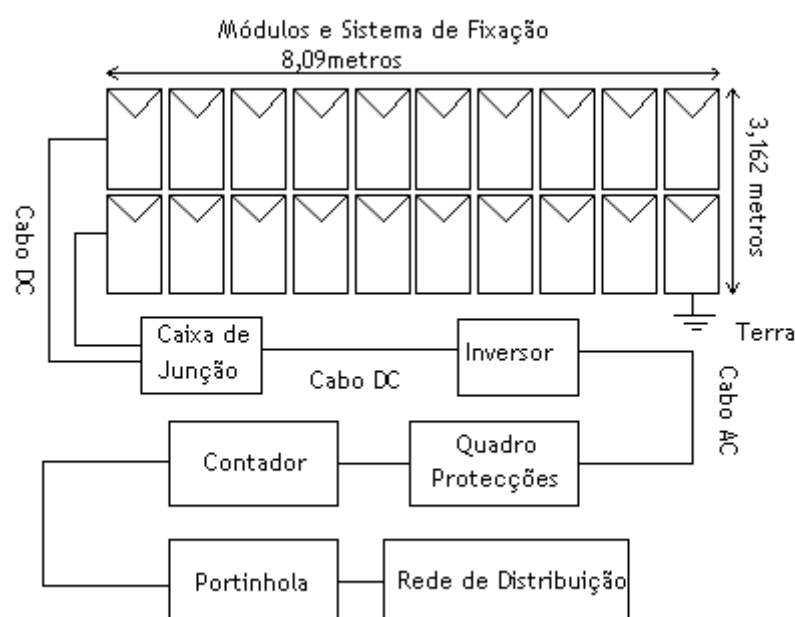 Módulos e Sistema de Fixação
8,09metros
3,162 metros
Cabo DC
Terra
Caixa de
Junção
Cabo DC
Inversor
Cabo AC
Contador
Quadro
Protecções
Portinhola
Rede de Distribuição